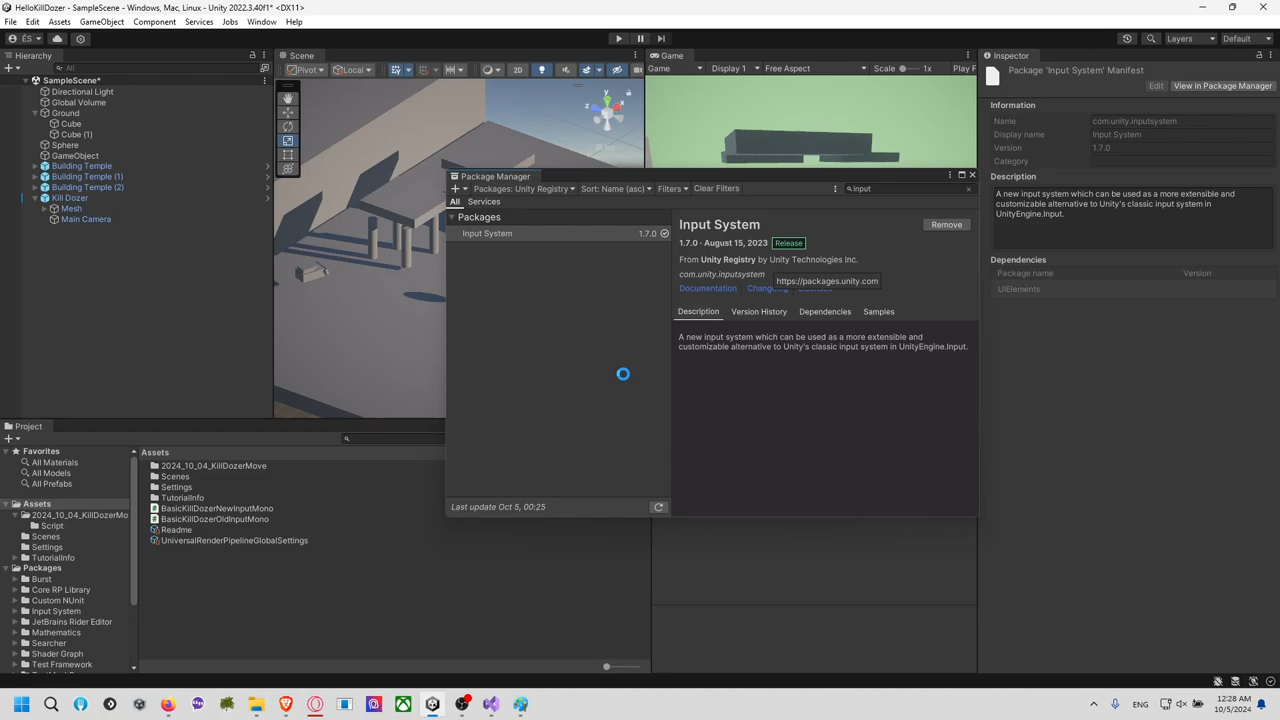 HelloKillDozer - SampleScene - Windows, Mac, Linux - Unity 2022.3.40f1* <DX11>
File Edit Assets GameObject Component Services Jobs Window Help
ÉS
Layers Default
Hierarchy
All
SampleScene*
Directional Light
Global Volume
Ground
Cube
Cube (1)
Sphere
GameObject
Building Temple
Building Temple (1)
Building Temple (2)
Kill Dozer
Mesh
Main Camera
Scene
Pivot Local 2D
y
x
z
Game
Game Display 1 Free Aspect Scale 1x Play F
Package Manager
Packages: Unity Registry Sort: Name (asc) Filters Clear Filters input
All Services
Packages
Input System 1.7.0
Last update Oct 5, 00:25
Input System
Remove
1.7.0 · August 15, 2023 Release
From Unity Registry by Unity Technologies Inc.
com.unity.inputsystem
https://packages.unity.com
Documentation Changelog Licenses
Description Version History Dependencies Samples
A new input system which can be used as a more extensible and
customizable alternative to Unity's classic input system in UnityEngine.Input.
Inspector
Package 'Input System' Manifest
Edit View in Package Manager
Information
Name com.unity.inputsystem
Display name Input System
Version 1.7.0
Category
Description
A new input system which can be used as a more extensible and
customizable alternative to Unity's classic input system in
UnityEngine.Input.
Dependencies
Package name Version
UIElements
Project
Favorites
All Materials
All Models
All Prefabs
Assets
2024_10_04_KillDozerMo
Script
Scenes
Settings
TutorialInfo
Packages
Burst
Core RP Library
Custom NUnit
Input System
JetBrains Rider Editor
Mathematics
Searcher
Shader Graph
Test Framework
Assets
2024_10_04_KillDozerMove
Scenes
Settings
TutorialInfo
BasicKillDozerNewInputMono
BasicKillDozerOldInputMono
Readme
UniversalRenderPipelineGlobalSettings
ENG
12:28 AM
10/5/2024